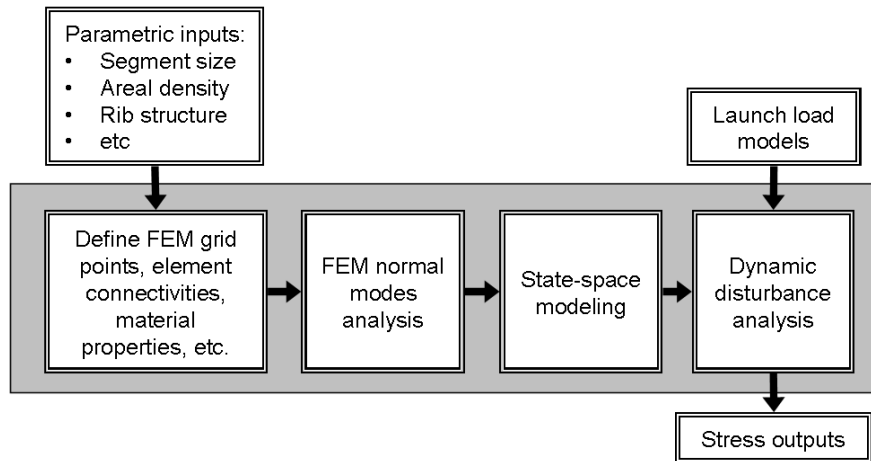 Parametric inputs:
• Segment size
• Areal density
• Rib structure
• etc
Launch load
models
Define FEM grid
points, element
connectivities,
material
properties, etc.
FEM normal
modes
analysis
State-space
modeling
Dynamic
disturbance
analysis
Stress outputs